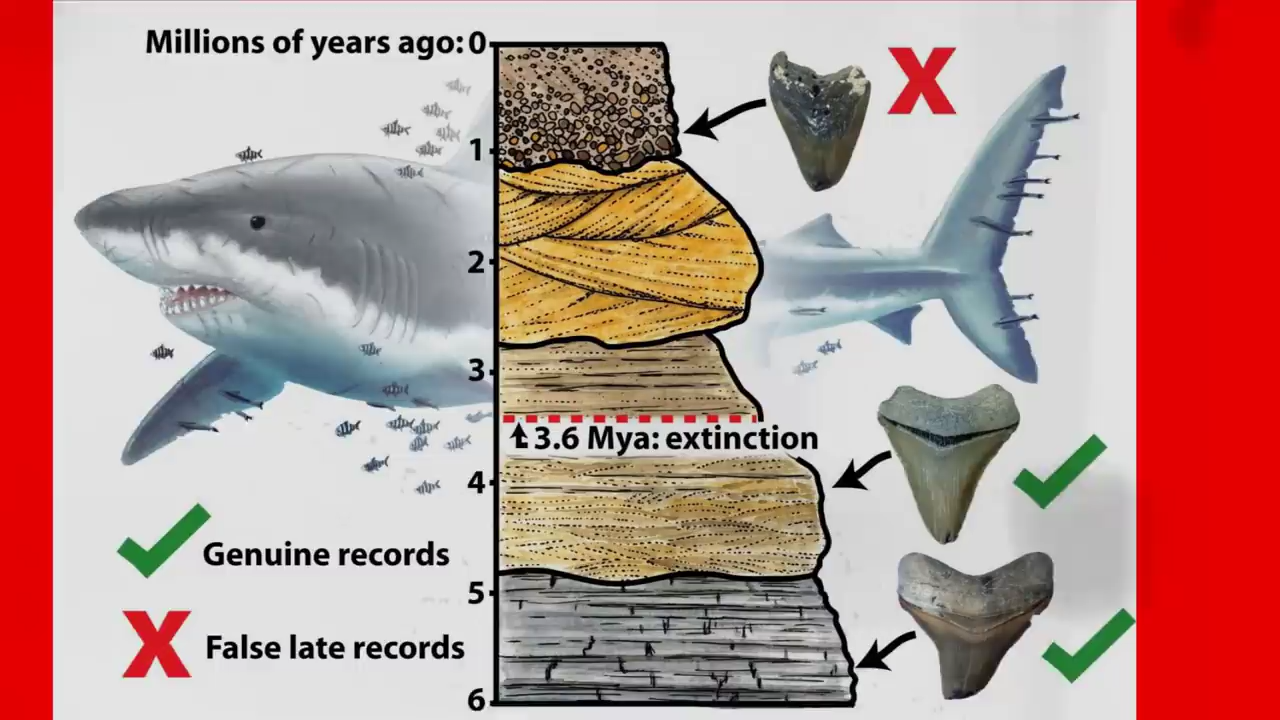 Millions of years ago: 0
1
2
3
3.6 Mya: extinction
4
5
6
Genuine records
False late records